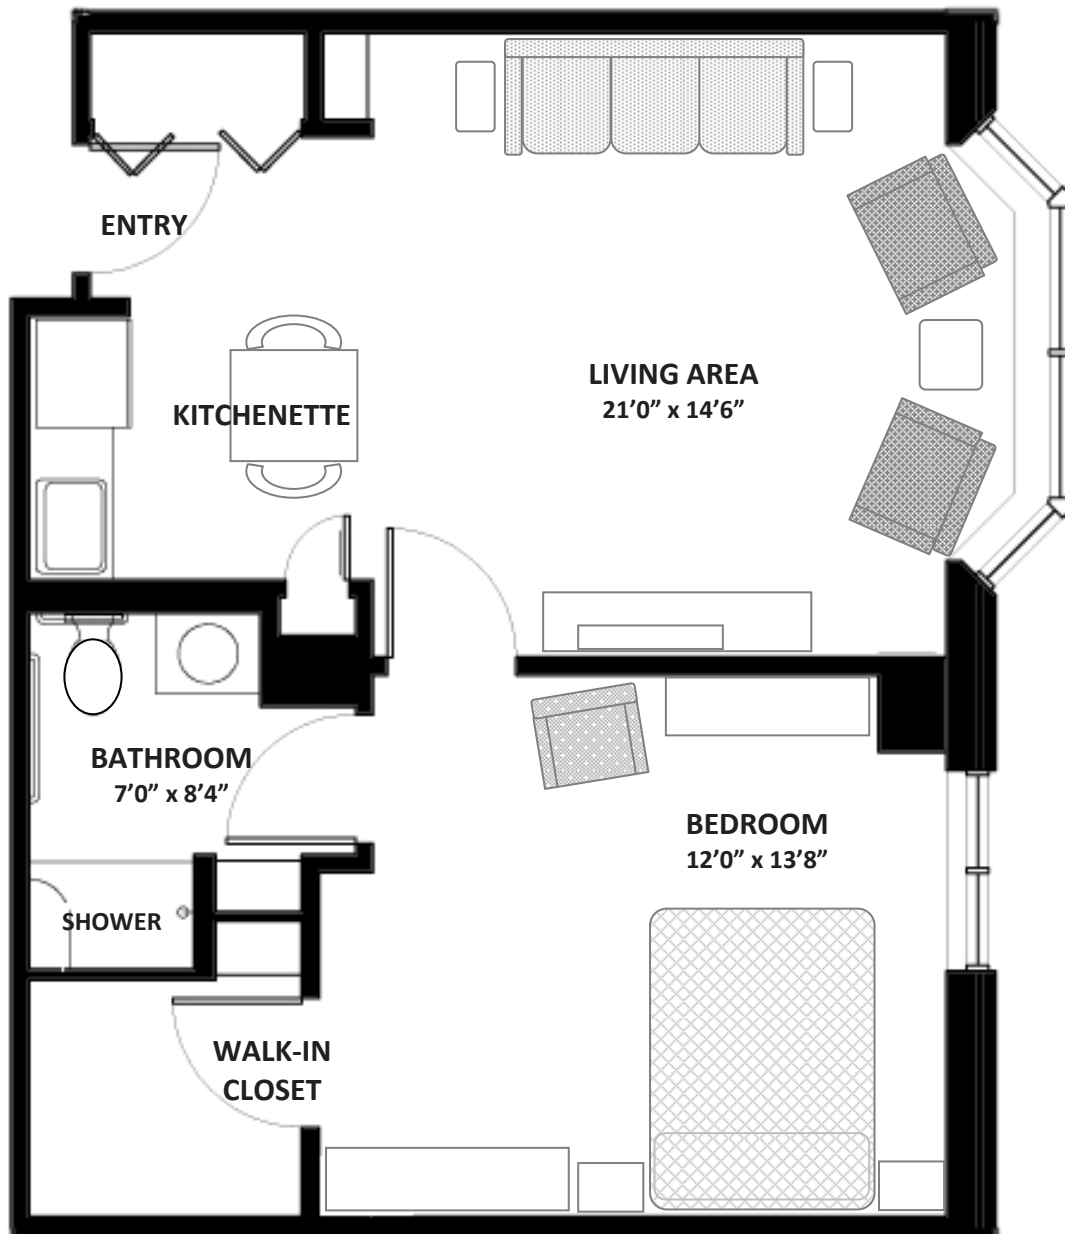 ENTRY
LIVING AREA
21’0” x 14’6”
KITCHENETTE
BATHROOM
7’0” x 8’4”
BEDROOM
12’0” x 13’8”
SHOWER
WALK-IN
CLOSET